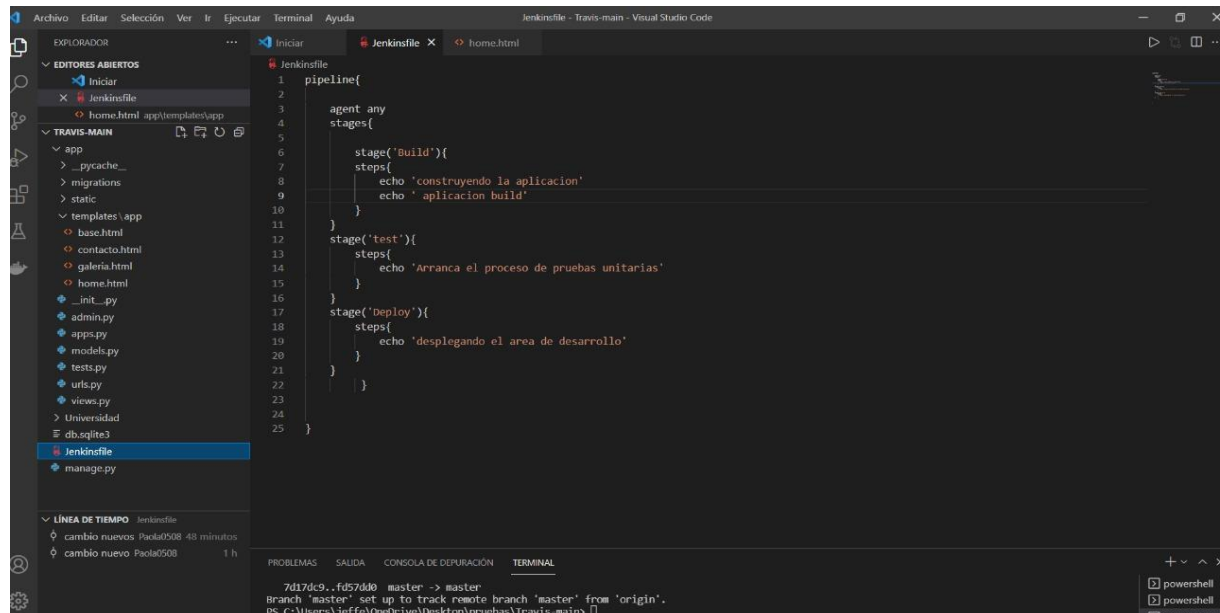 Archivo Editar Selección Ver Ir Ejecutar Terminal Ayuda
Jenkinsfile - Travis-main - Visual Studio Code
EXPLORADOR
EDITORES ABIERTOS
Iniciar
Jenkinsfile
home.html app\templates\app
TRAVIS-MAIN
app
__pycache__
migrations
static
templates\app
base.html
contacto.html
galeria.html
home.html
__init__.py
admin.py
apps.py
models.py
tests.py
urls.py
views.py
Universidad
db.sqlite3
Jenkinsfile
manage.py
LÍNEA DE TIEMPO Jenkinsfile
cambio nuevos Paola0508 48 minutos
cambio nuevo Paola0508 1 h
Iniciar
Jenkinsfile
home.html
Jenkinsfile
1 pipeline{
2
3 agent any
4 stages{
5
6 stage('Build'){
7 steps{
8 echo 'construyendo la aplicacion'
9 echo ' aplicacion build'
10 }
11 }
12 stage('test'){
13 steps{
14 echo 'Arranca el proceso de pruebas unitarias'
15 }
16 }
17 stage('Deploy'){
18 steps{
19 echo 'desplegando el area de desarrollo'
20 }
21 }
22 }
23
24
25 }
PROBLEMAS SALIDA CONSOLA DE DEPURACIÓN TERMINAL
7d17dc9..fd57dd0 master -> master
Branch 'master' set up to track remote branch 'master' from 'origin'.
PS C:\Users\jeffe\OneDrive\Desktop\pruebas\Travis-main>
powershell
powershell